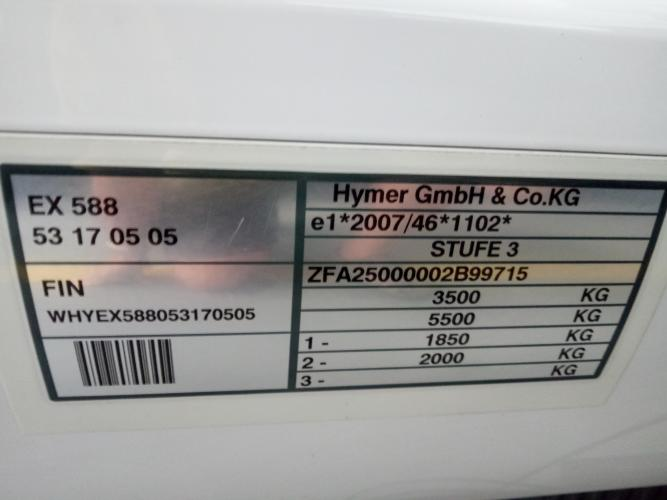 EX 588
53 17 05 05
FIN
WHYEX588053170505
Hymer GmbH & Co.KG
e1*2007/46*1102*
STUFE 3
ZFA25000002B99715
3500 KG
5500 KG
1 - 1850 KG
2 - 2000 KG
3 - KG